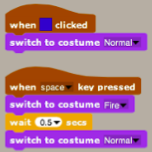 when clicked
switch to costume Normal
when space key pressed
switch to costume Fire
wait 0.5 secs
switch to costume Normal